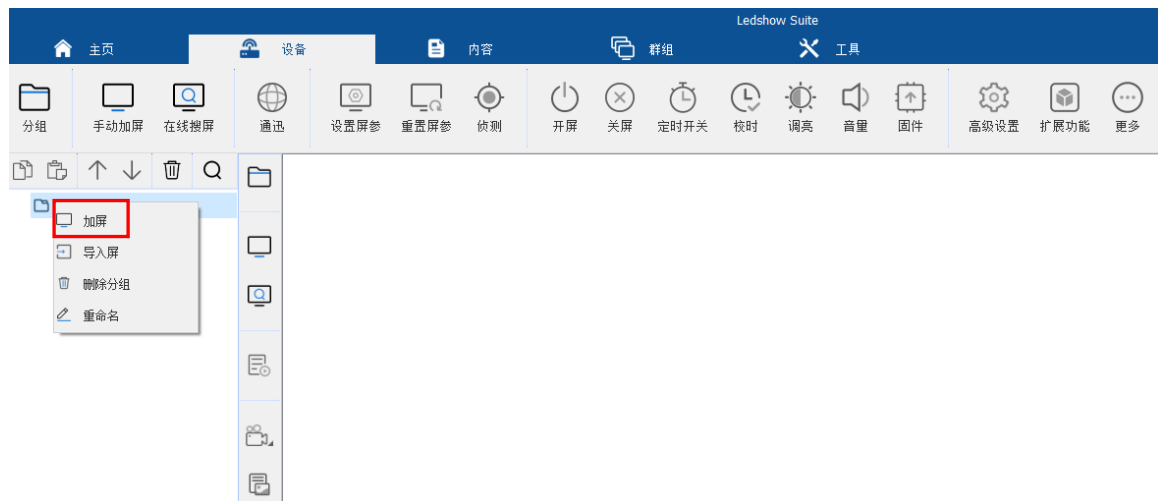 Ledshow Suite
主页 设备 内容 群组 工具
分组 手动加屏 在线搜屏 通迅 设置屏参 重置屏参 侦测 开屏 关屏 定时开关 校时 调亮 音量 固件 高级设置 扩展功能 更多
加屏
导入屏
删除分组
重命名